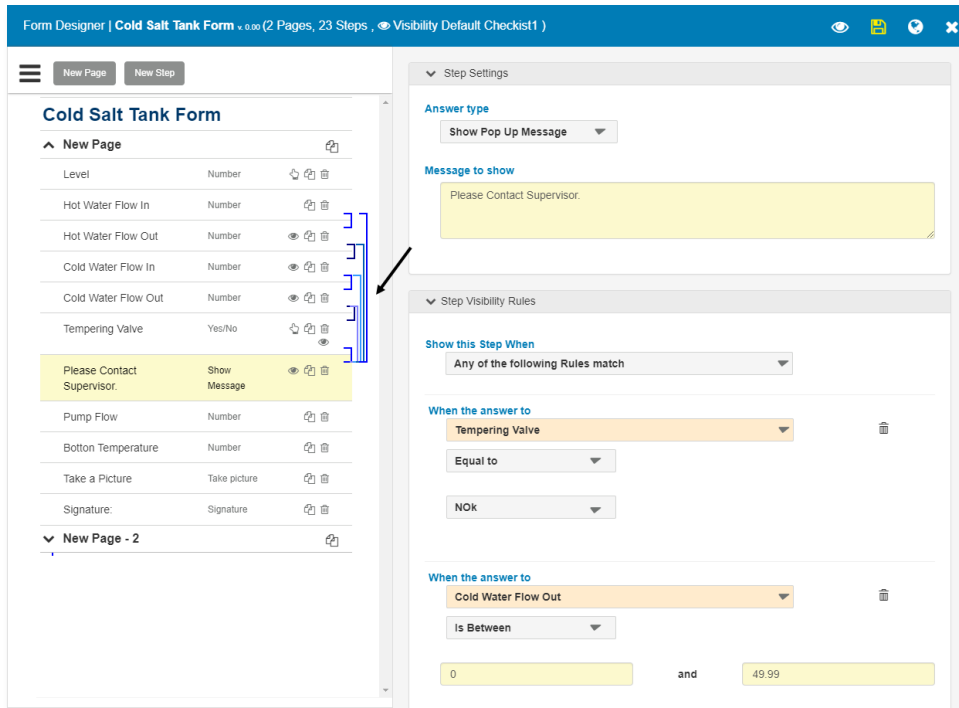 Form Designer | Cold Salt Tank Form v. 0.00 (2 Pages, 23 Steps , Visibility Default Checkist1 )
New Page New Step
Cold Salt Tank Form
New Page
Level Number
Hot Water Flow In Number
Hot Water Flow Out Number
Cold Water Flow In Number
Cold Water Flow Out Number
Tempering Valve Yes/No
Please Contact Show
Supervisor. Message
Pump Flow Number
Botton Temperature Number
Take a Picture Take picture
Signature: Signature
New Page - 2
Step Settings
Answer type
Show Pop Up Message
Message to show
Please Contact Supervisor.
Step Visibility Rules
Show this Step When
Any of the following Rules match
When the answer to
Tempering Valve
Equal to
NOk
When the answer to
Cold Water Flow Out
Is Between
0 and 49.99